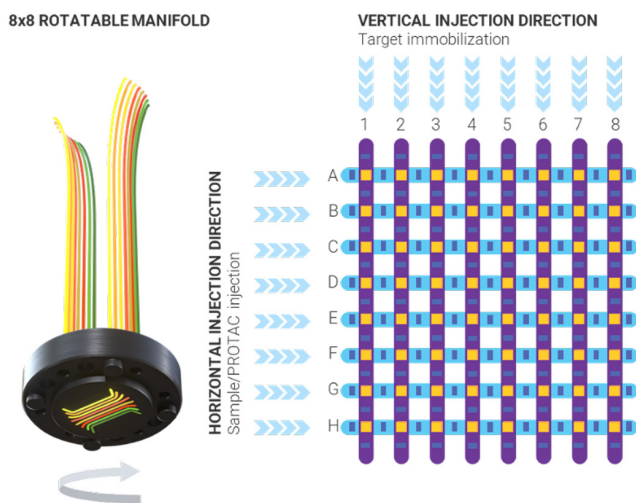 8x8 ROTATABLE MANIFOLD
VERTICAL INJECTION DIRECTION
Target immobilization
1 2 3 4 5 6 7 8
HORIZONTAL INJECTION DIRECTION
Sample/PROTAC injection
A
B
C
D
E
F
G
H